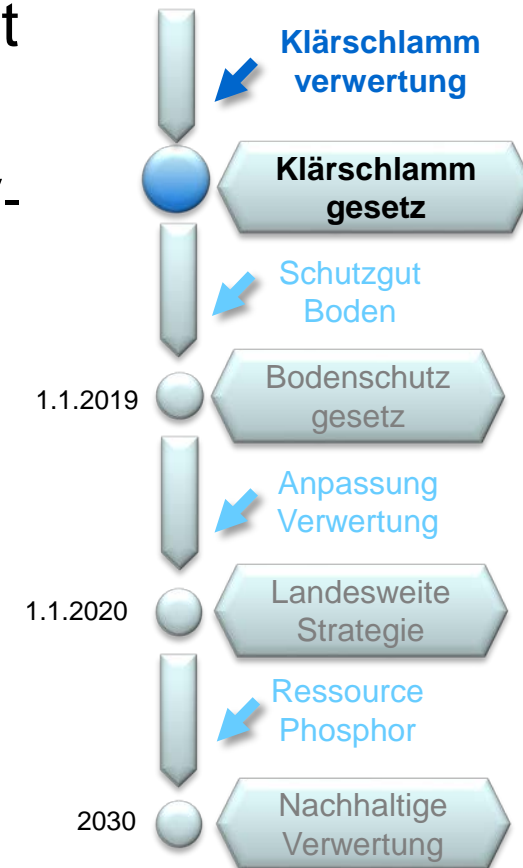 t
Klärschlamm
verwertung
-
Klärschlamm
gesetz
Schutzgut
Boden
1.1.2019
Bodenschutz
gesetz
Anpassung
Verwertung
1.1.2020
Landesweite
Strategie
Ressource
Phosphor
2030
Nachhaltige
Verwertung